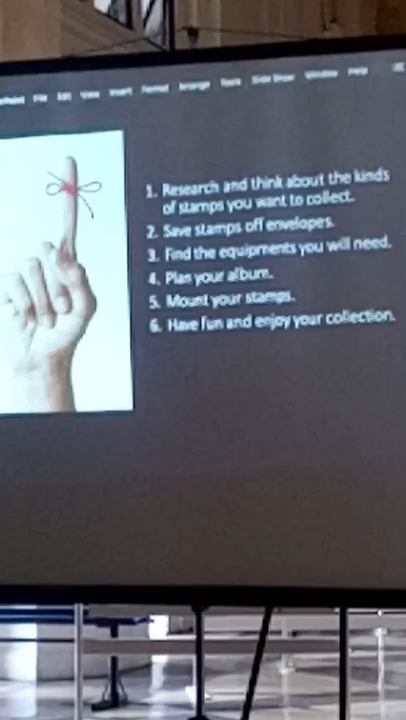 File Edit View Insert Format Arrange Tools Slide Show Window Help
1. Research and think about the kinds
of stamps you want to collect.
2. Save stamps off envelopes.
3. Find the equipments you will need.
4. Plan your album.
5. Mount your stamps.
6. Have fun and enjoy your collection.